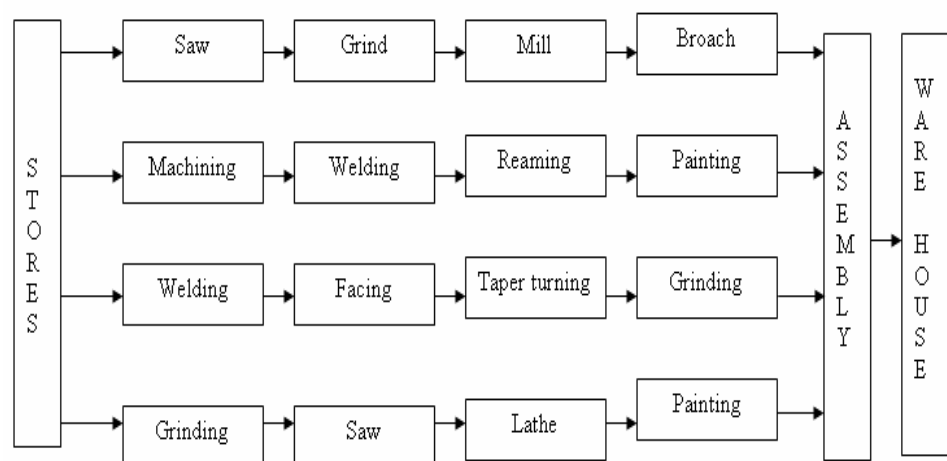 STORES
Saw
Grind
Mill
Broach
Machining
Welding
Reaming
Painting
Welding
Facing
Taper turning
Grinding
Grinding
Saw
Lathe
Painting
ASSEMBLY
WARE HOUSE